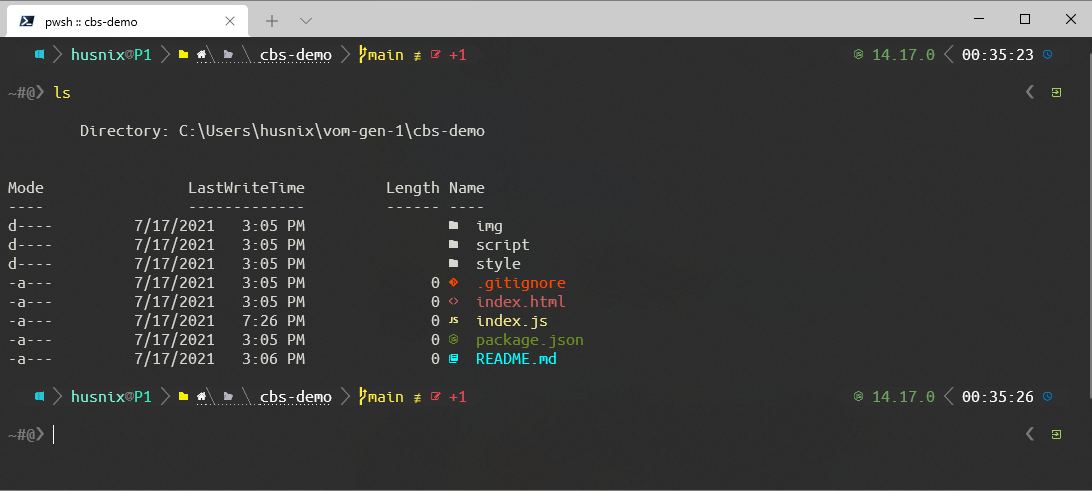 pwsh :: cbs-demo
husnix@P1 cbs-demo main ≢ +1 14.17.0 00:35:23
~#@❯ ls
Directory: C:\Users\husnix\vom-gen-1\cbs-demo
Mode LastWriteTime Length Name
---- ------------- ------ ----
d---- 7/17/2021 3:05 PM img
d---- 7/17/2021 3:05 PM script
d---- 7/17/2021 3:05 PM style
-a--- 7/17/2021 3:05 PM 0 .gitignore
-a--- 7/17/2021 3:05 PM 0 index.html
-a--- 7/17/2021 7:26 PM 0 JS index.js
-a--- 7/17/2021 3:05 PM 0 package.json
-a--- 7/17/2021 3:06 PM 0 README.md
husnix@P1 cbs-demo main ≢ +1 14.17.0 00:35:26
~#@❯